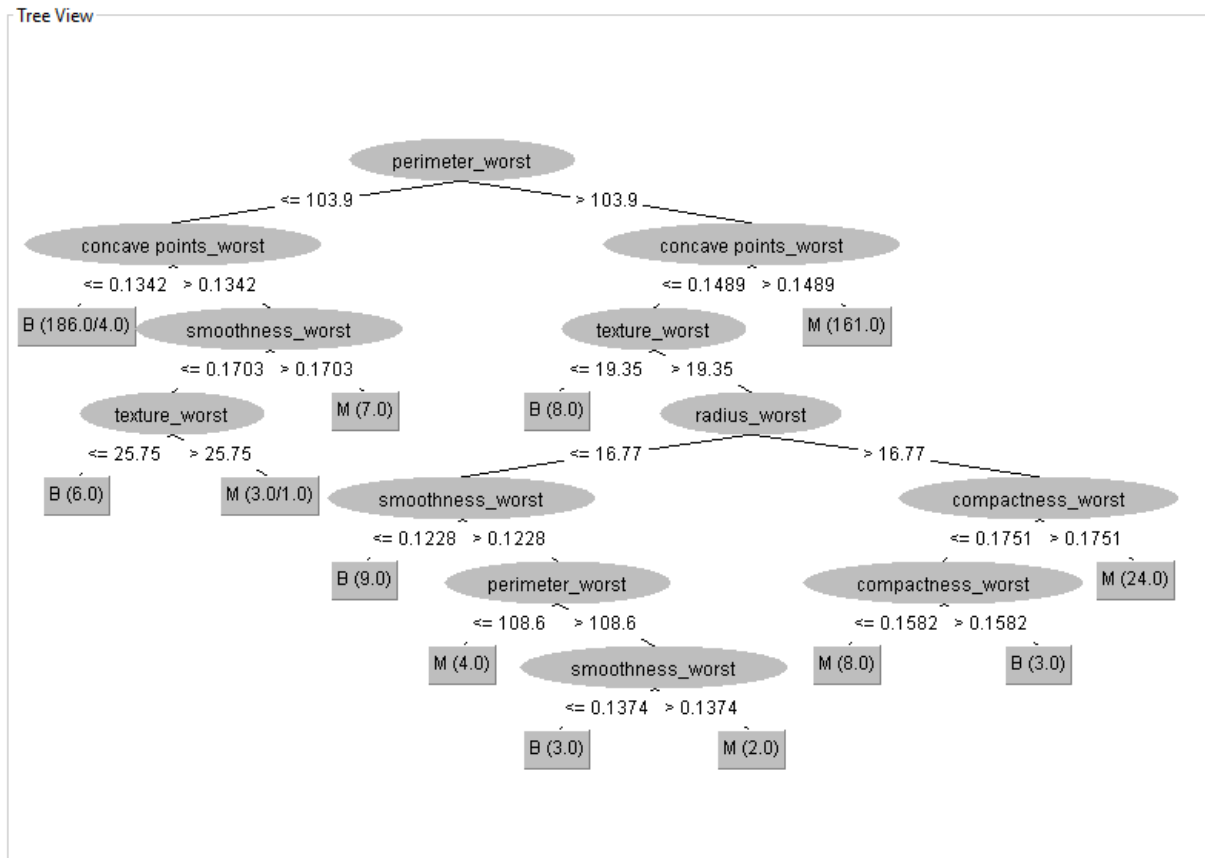 Tree View
perimeter_worst
<= 103.9 > 103.9
concave points_worst concave points_worst
<= 0.1342 > 0.1342 <= 0.1489 > 0.1489
B (186.0/4.0) smoothness_worst texture_worst M (161.0)
<= 0.1703 > 0.1703 <= 19.35 > 19.35
texture_worst M (7.0) B (8.0) radius_worst
<= 25.75 > 25.75 <= 16.77 > 16.77
B (6.0) M (3.0/1.0) smoothness_worst compactness_worst
<= 0.1228 > 0.1228 <= 0.1751 > 0.1751
B (9.0) perimeter_worst compactness_worst M (24.0)
<= 108.6 > 108.6 <= 0.1582 > 0.1582
M (4.0) smoothness_worst M (8.0) B (3.0)
<= 0.1374 > 0.1374
B (3.0) M (2.0)